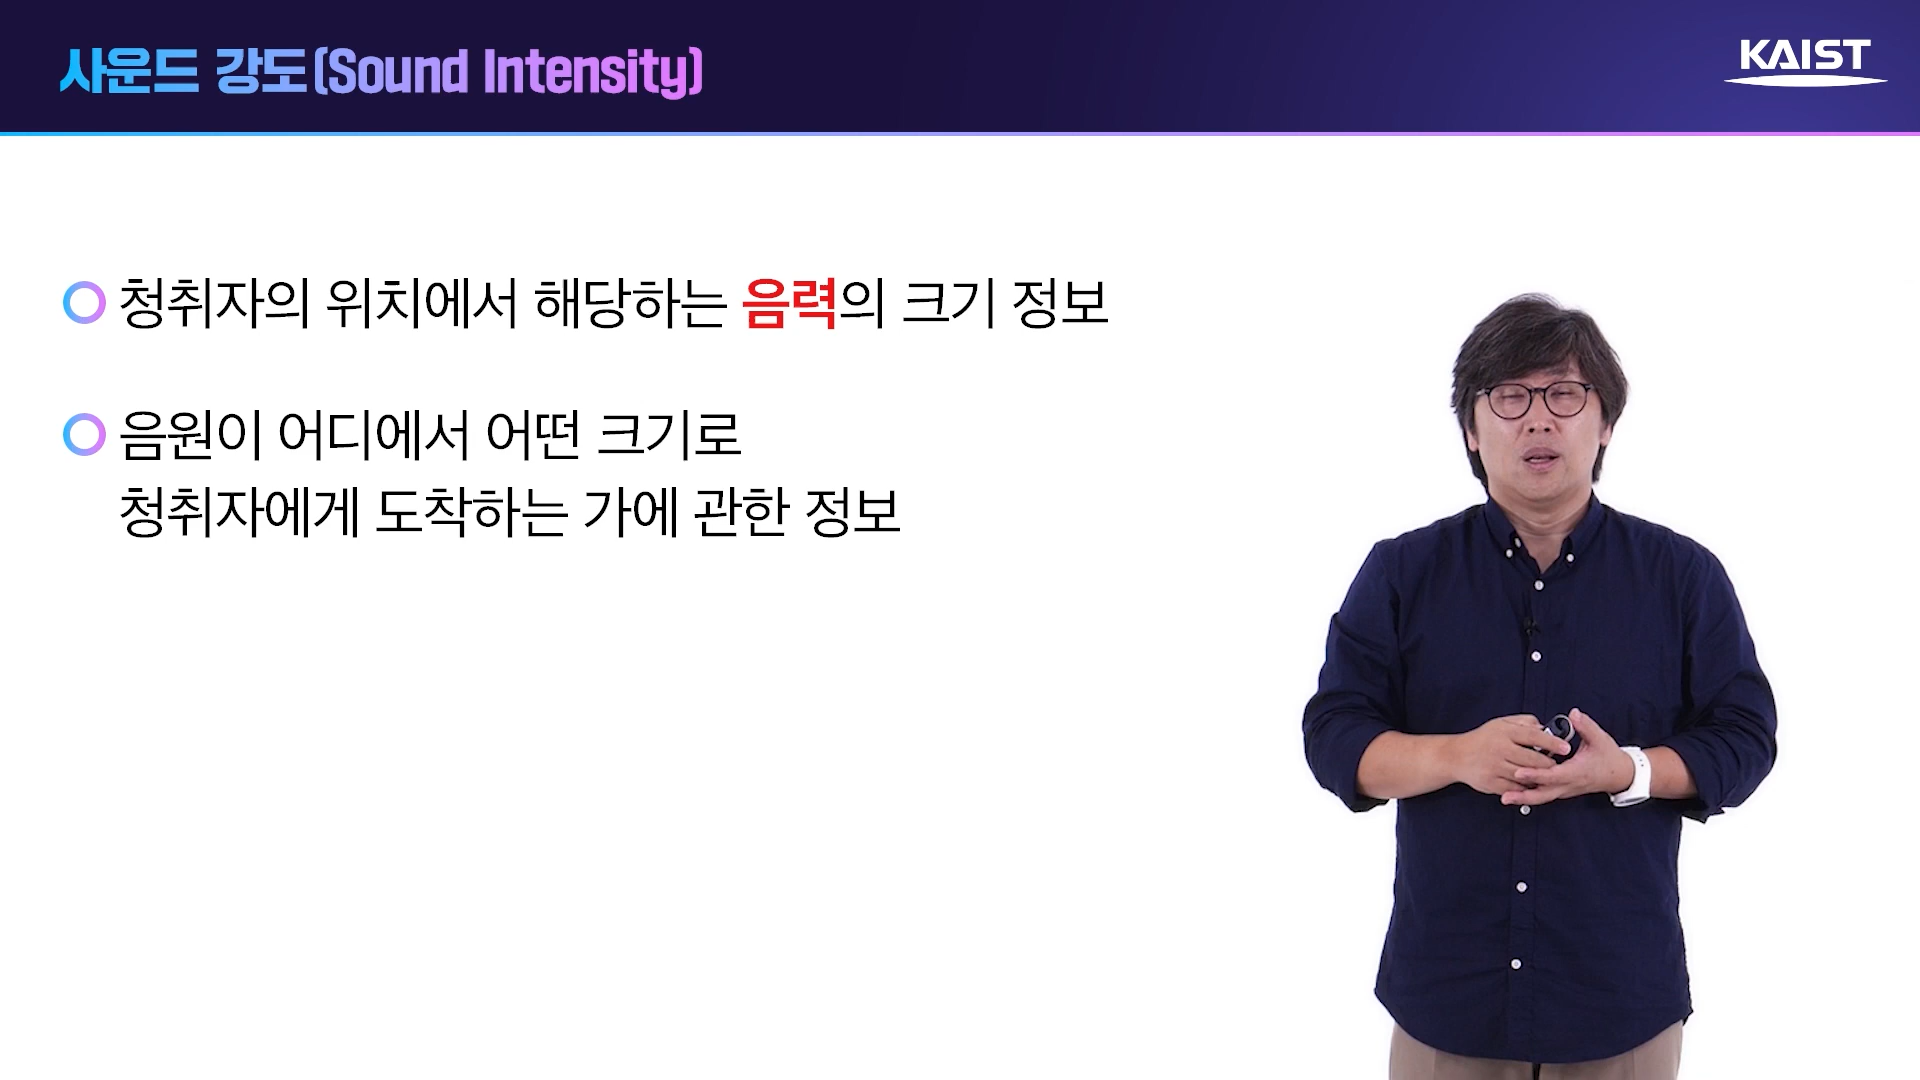 사운드 강도(Sound Intensity)
KAIST
청취자의 위치에서 해당하는 음력의 크기 정보
음원이 어디에서 어떤 크기로
청취자에게 도착하는 가에 관한 정보